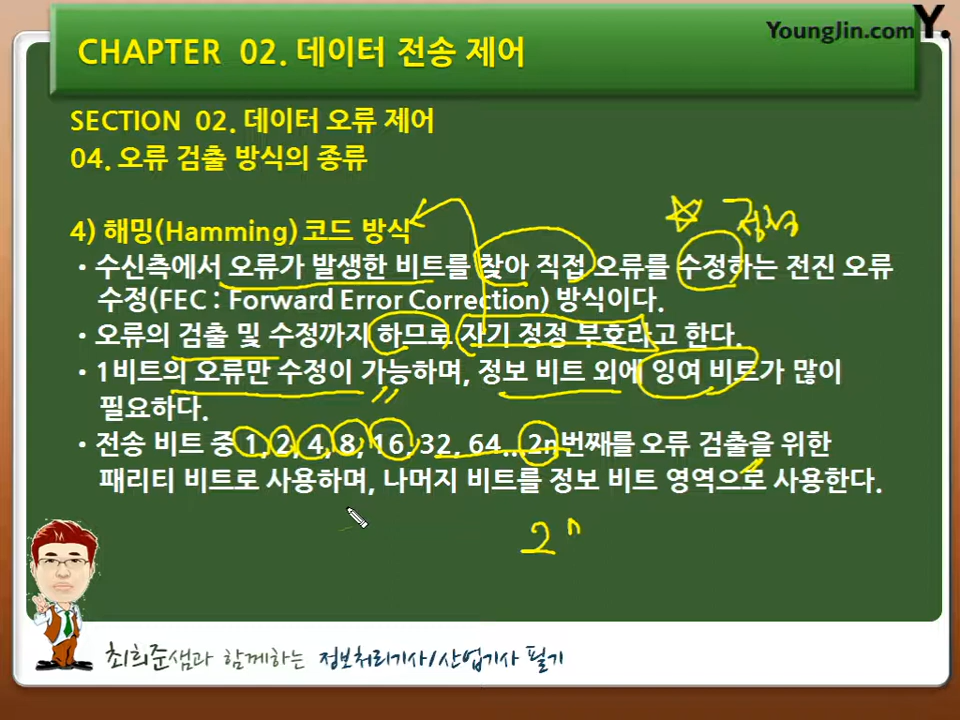 YoungJin.com Y.
CHAPTER 02. 데이터 전송 제어
SECTION 02. 데이터 오류 제어
04. 오류 검출 방식의 종류
☆ 정정
4) 해밍(Hamming) 코드 방식
• 수신측에서 오류가 발생한 비트를 찾아 직접 오류를 수정하는 전진 오류
수정(FEC : Forward Error Correction) 방식이다.
• 오류의 검출 및 수정까지 하므로 자기 정정 부호라고 한다.
• 1비트의 오류만 수정이 가능하며, 정보 비트 외에 잉여 비트가 많이
필요하다.
• 전송 비트 중 1, 2, 4, 8, 16, 32, 64...2n번째를 오류 검출을 위한
패리티 비트로 사용하며, 나머지 비트를 정보 비트 영역으로 사용한다.
2ⁿ
최희준샘과 함께하는 정보처리기사/산업기사 필기